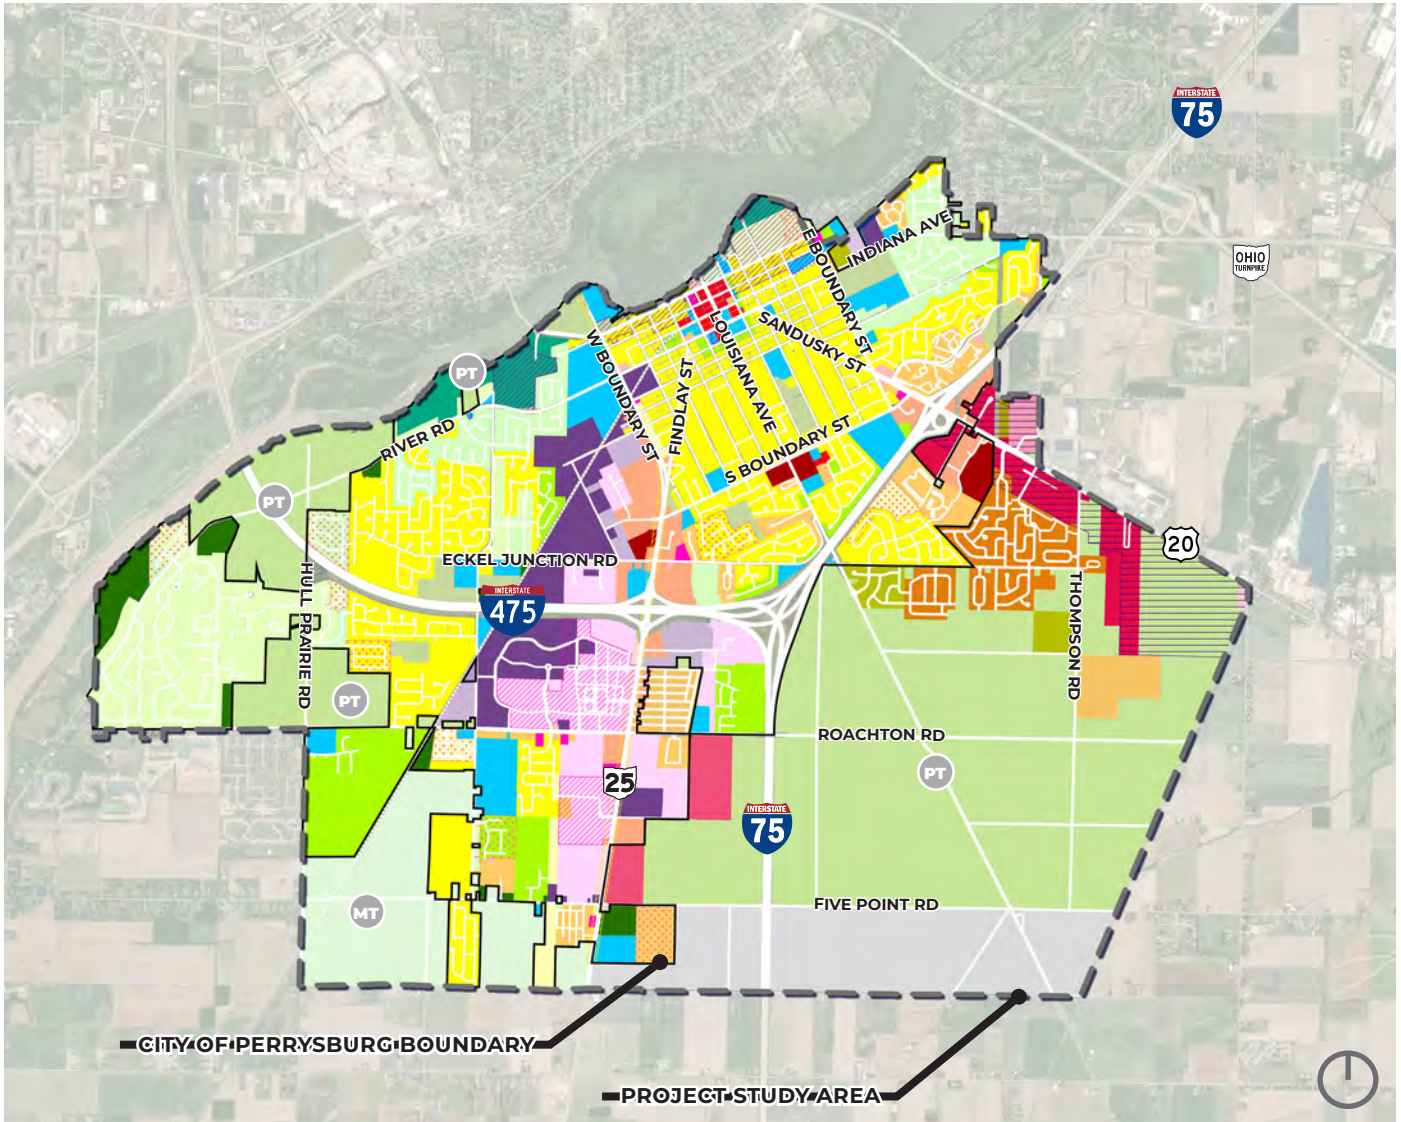 INTERSTATE
75
INDIANA AVE
E BOUNDARY ST
OHIO
TURNPIKE
LOUISIANA AVE
SANDUSKY ST
W BOUNDARY ST
FINDLAY ST
PT
RIVER RD
S BOUNDARY ST
PT
ECKEL JUNCTION RD
20
HULL PRAIRIE RD
INTERSTATE
475
THOMPSON RD
PT
ROACHTON RD
PT
25
INTERSTATE
75
MT
FIVE POINT RD
CITY OF PERRYSBURG BOUNDARY
PROJECT STUDY AREA